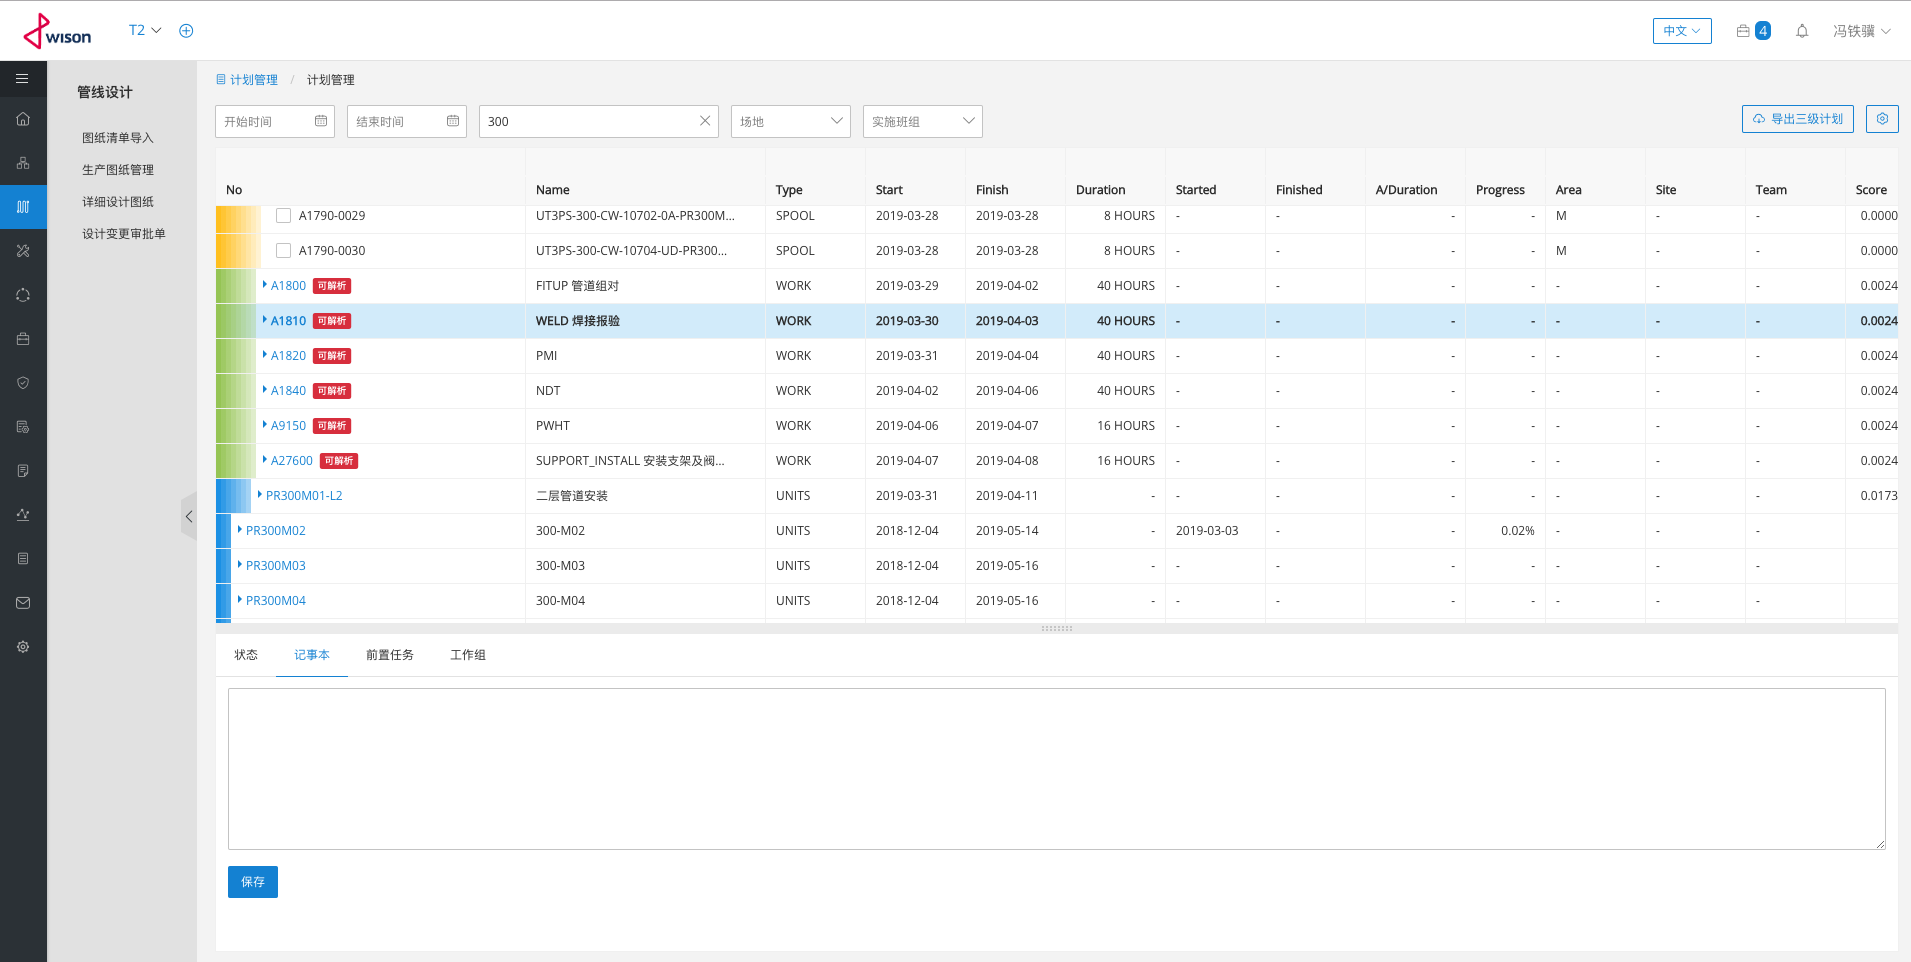 wison T2 中文 4 冯铁骥
管线设计
图纸清单导入
生产图纸管理
详细设计图纸
设计变更审批单
计划管理 / 计划管理
开始时间 结束时间 300 场地 实施班组 导出三级计划
No Name Type Start Finish Duration Started Finished A/Duration Progress Area Site Team Score
A1790-0029 UT3PS-300-CW-10702-0A-PR300M... SPOOL 2019-03-28 2019-03-28 8 HOURS - - - - M - - 0.0000
A1790-0030 UT3PS-300-CW-10704-UD-PR300... SPOOL 2019-03-28 2019-03-28 8 HOURS - - - - M - - 0.0000
A1800 可解析 FITUP 管道组对 WORK 2019-03-29 2019-04-02 40 HOURS - - - - - - - 0.0024
A1810 可解析 WELD 焊接报验 WORK 2019-03-30 2019-04-03 40 HOURS - - - - - - - 0.0024
A1820 可解析 PMI WORK 2019-03-31 2019-04-04 40 HOURS - - - - - - - 0.0024
A1840 可解析 NDT WORK 2019-04-02 2019-04-06 40 HOURS - - - - - - - 0.0024
A9150 可解析 PWHT WORK 2019-04-06 2019-04-07 16 HOURS - - - - - - - 0.0024
A27600 可解析 SUPPORT_INSTALL 安装支架及阀... WORK 2019-04-07 2019-04-08 16 HOURS - - - - - - - 0.0024
PR300M01-L2 二层管道安装 UNITS 2019-03-31 2019-04-11 - - - - - - - - 0.0173
PR300M02 300-M02 UNITS 2018-12-04 2019-05-14 - 2019-03-03 - - 0.02% - - -
PR300M03 300-M03 UNITS 2018-12-04 2019-05-16 - - - - - - - -
PR300M04 300-M04 UNITS 2018-12-04 2019-05-16 - - - - - - - -
状态 记事本 前置任务 工作组
保存